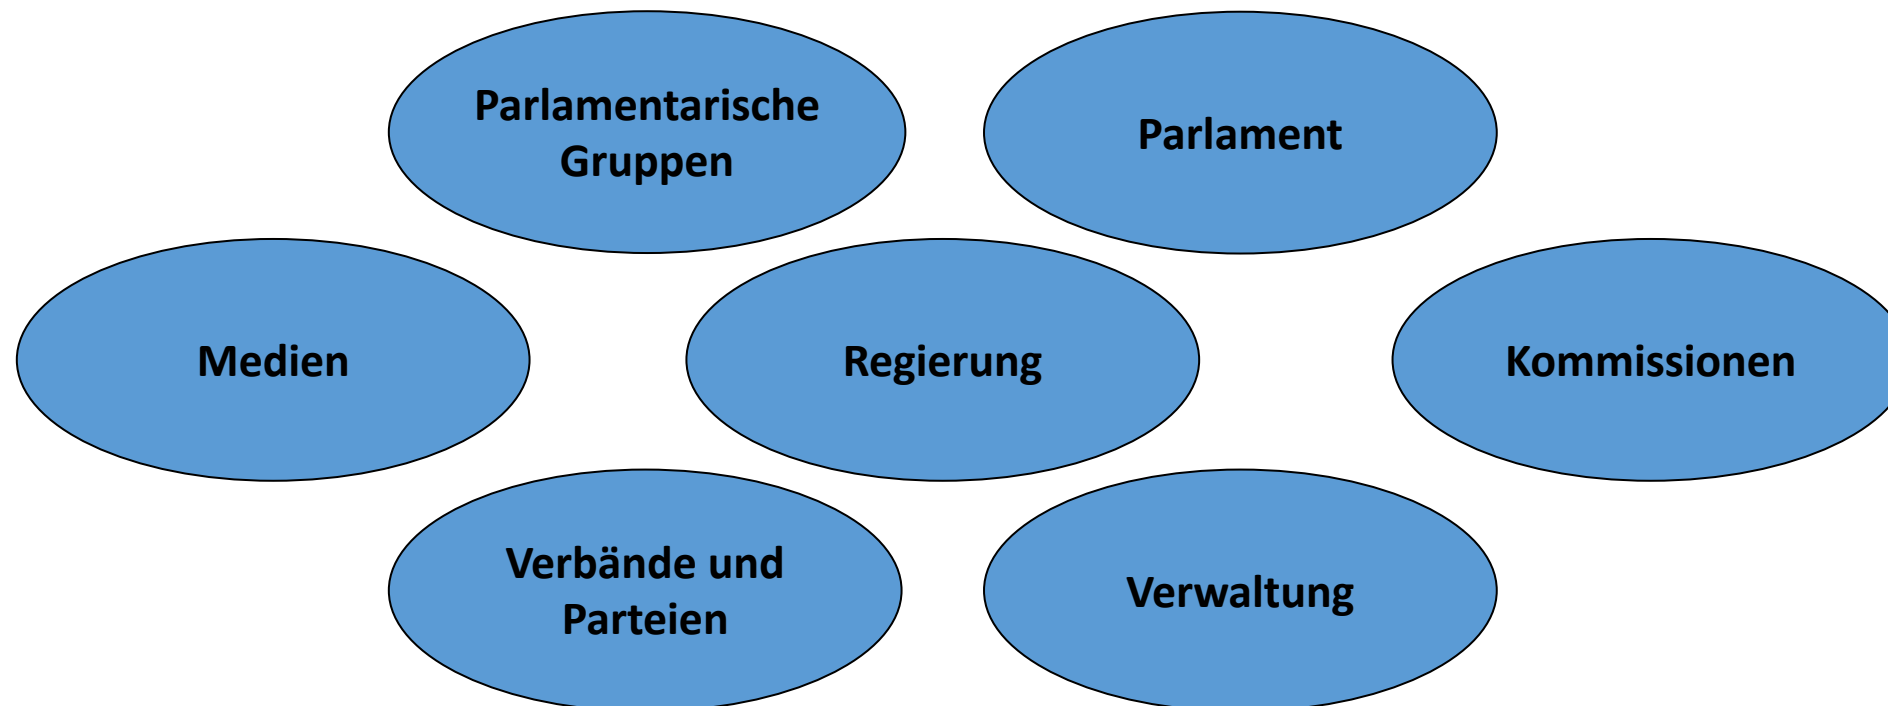 Parlamentarische
Gruppen
Parlament
Medien
Regierung
Kommissionen
Verbände und
Parteien
Verwaltung